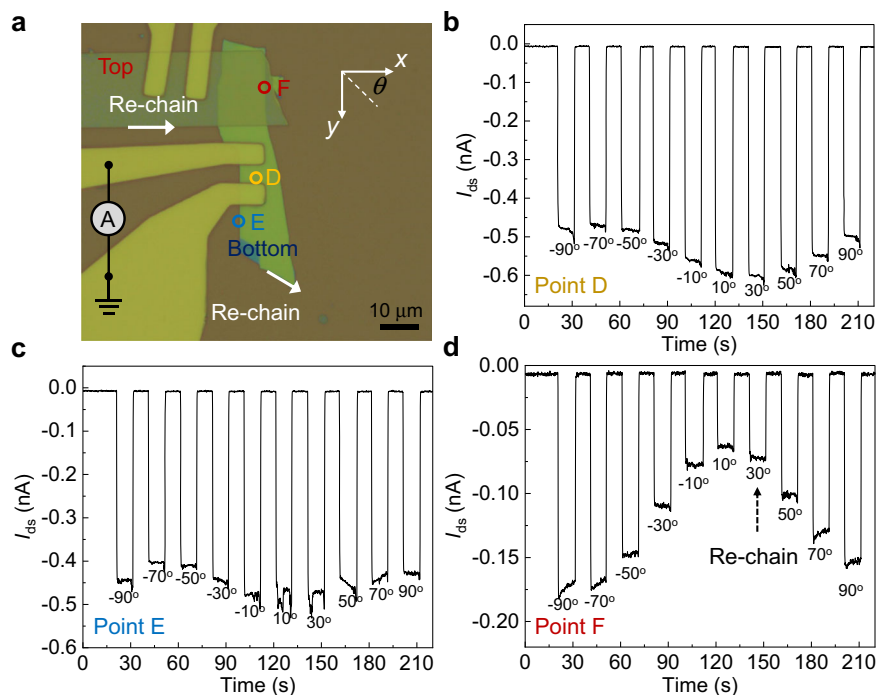 a
Top
F
x
θ
y
Re-chain
D
A
E
Bottom
Re-chain
10 μm
b
0.0
-0.1
-0.2
-0.3
-0.4
-0.5
-0.6
I_ds (nA)
-90° -70° -50° -30° -10° 10° 30° 50° 70° 90°
Point D
0 30 60 90 120 150 180 210
Time (s)
c
0.0
-0.1
-0.2
-0.3
-0.4
-0.5
-0.6
I_ds (nA)
-90° -70° -50° -30° -10° 10° 30° 50° 70° 90°
Point E
0 30 60 90 120 150 180 210
Time (s)
d
0.00
-0.05
-0.10
-0.15
-0.20
I_ds (nA)
-90° -70° -50° -30° -10° 10° 30° 50° 70° 90°
Re-chain
Point F
0 30 60 90 120 150 180 210
Time (s)